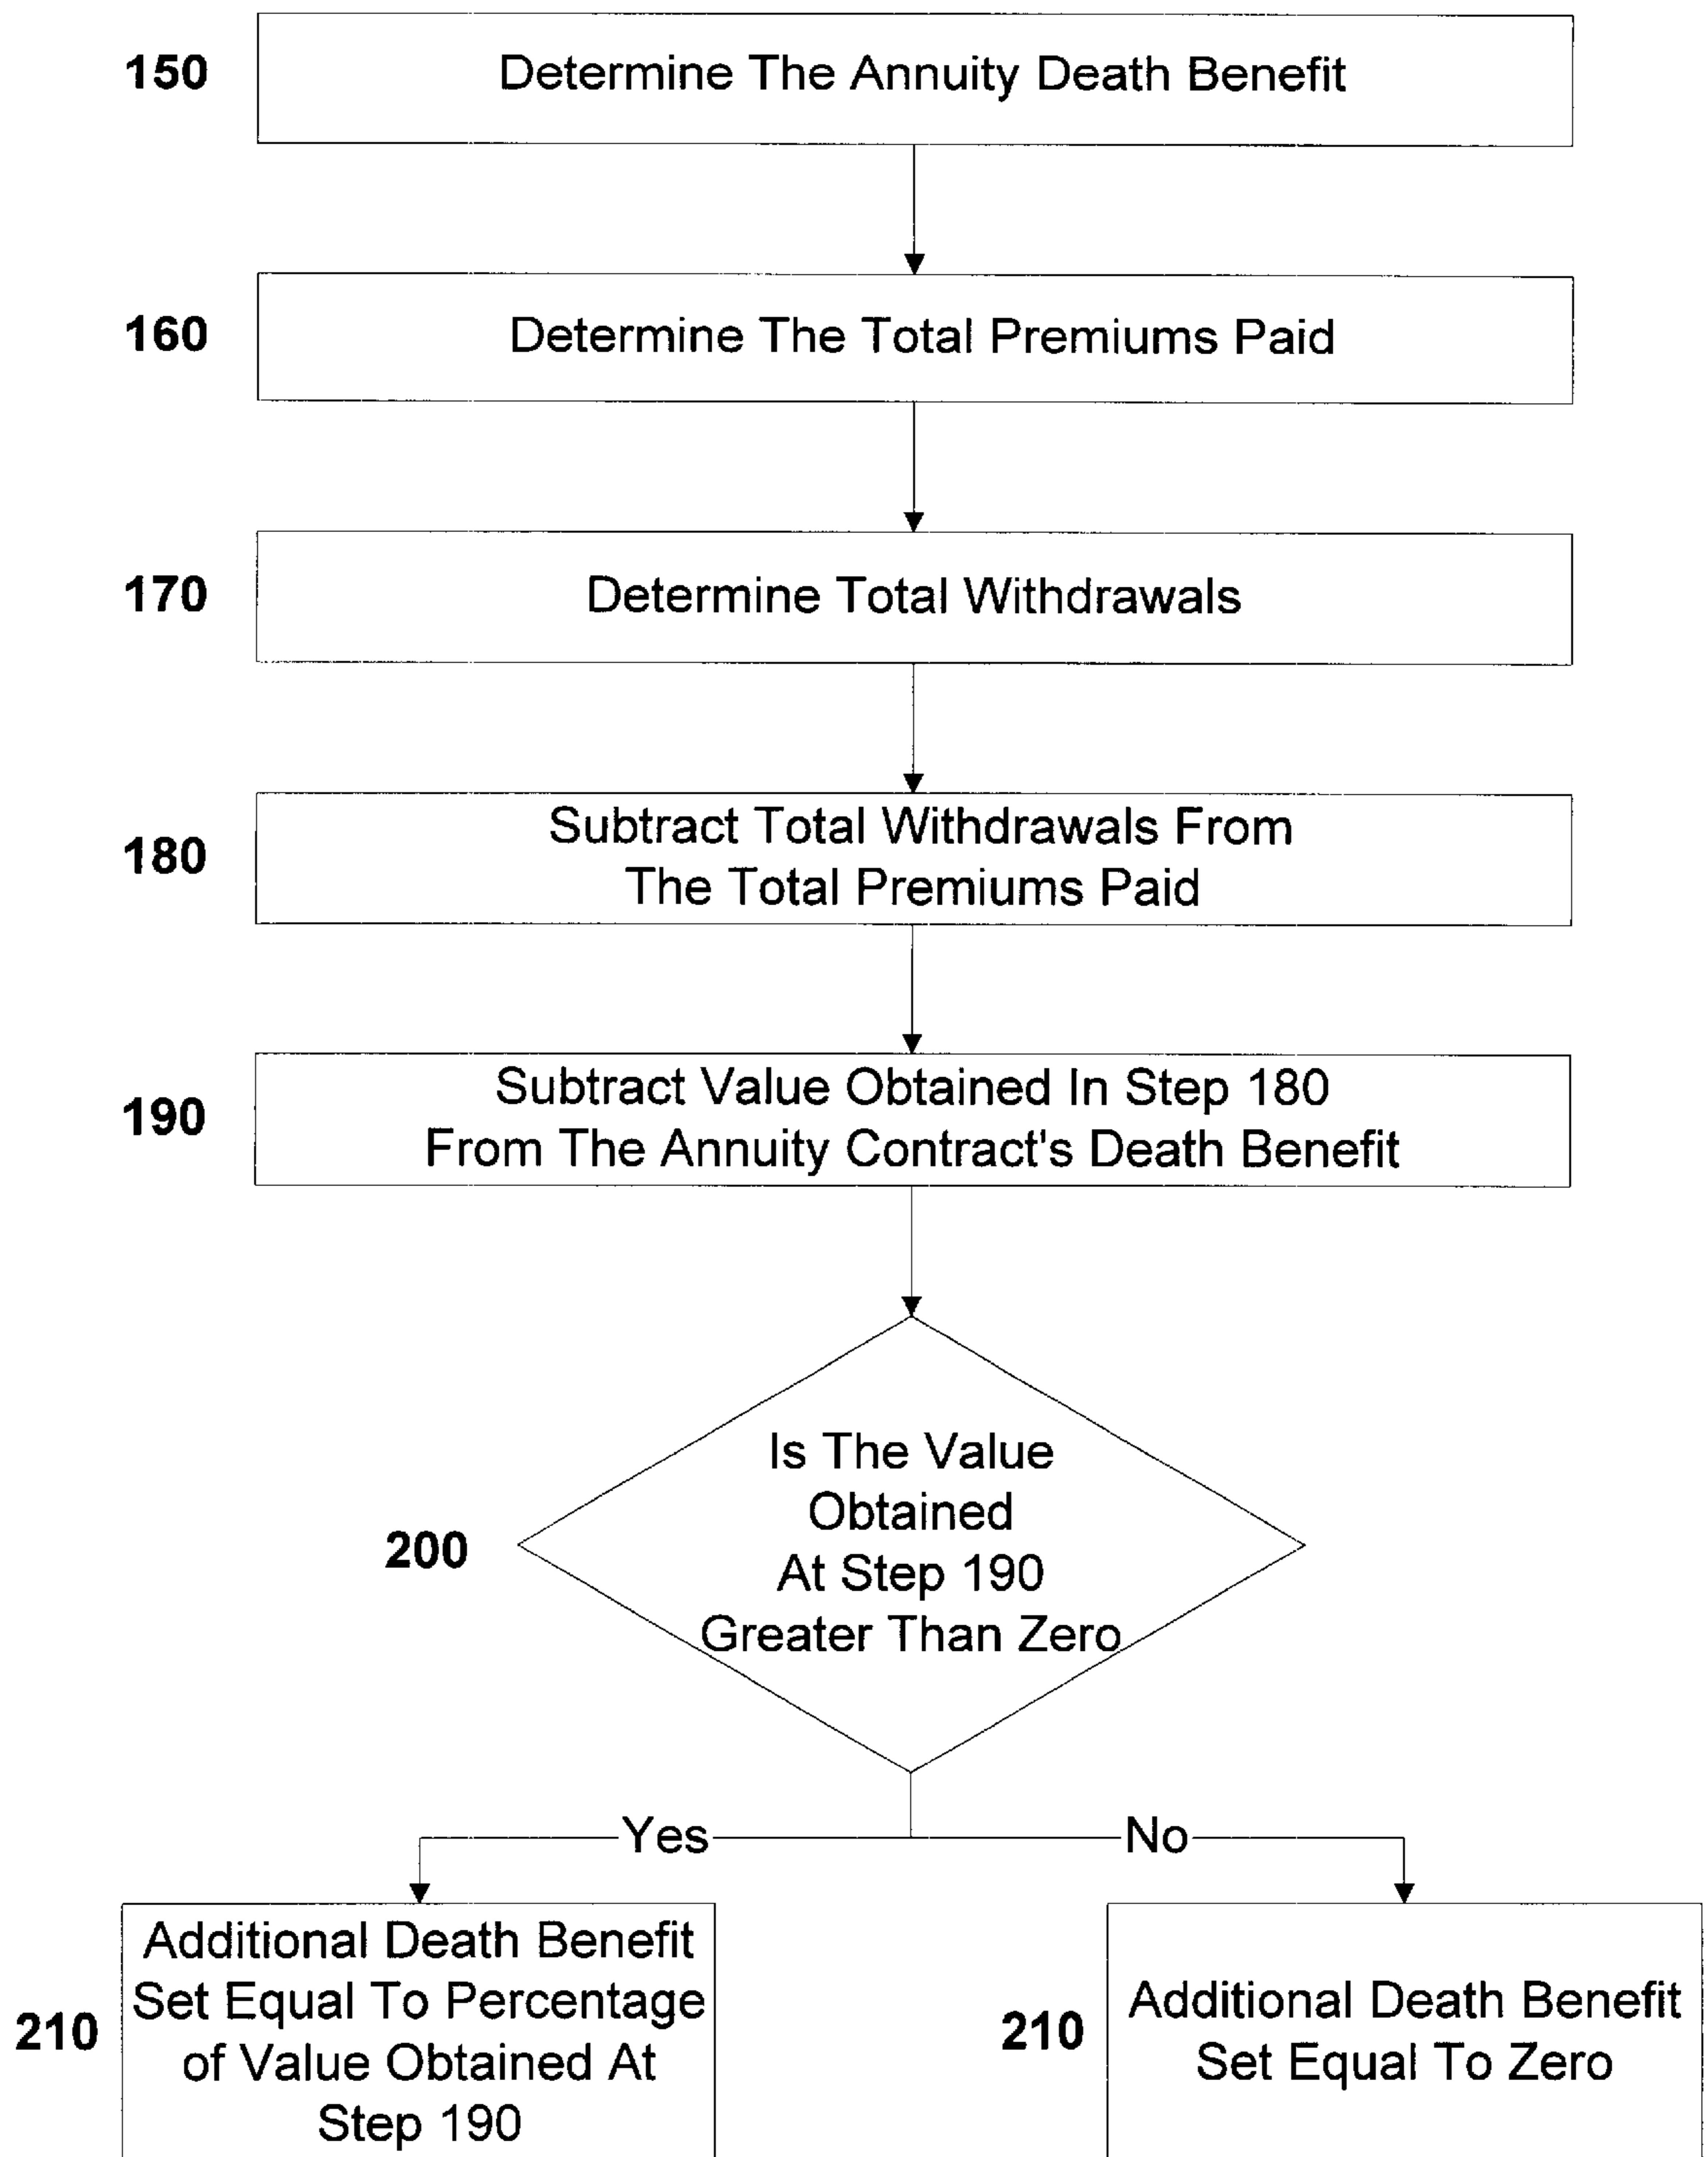 150
Determine The Annuity Death Benefit
160
Determine The Total Premiums Paid
170
Determine Total Withdrawals
180
Subtract Total Withdrawals From
The Total Premiums Paid
190
Subtract Value Obtained In Step 180
From The Annuity Contract's Death Benefit
200
Is The Value
Obtained
At Step 190
Greater Than Zero
Yes
No
210
Additional Death Benefit
Set Equal To Percentage
of Value Obtained At
Step 190
210
Additional Death Benefit
Set Equal To Zero